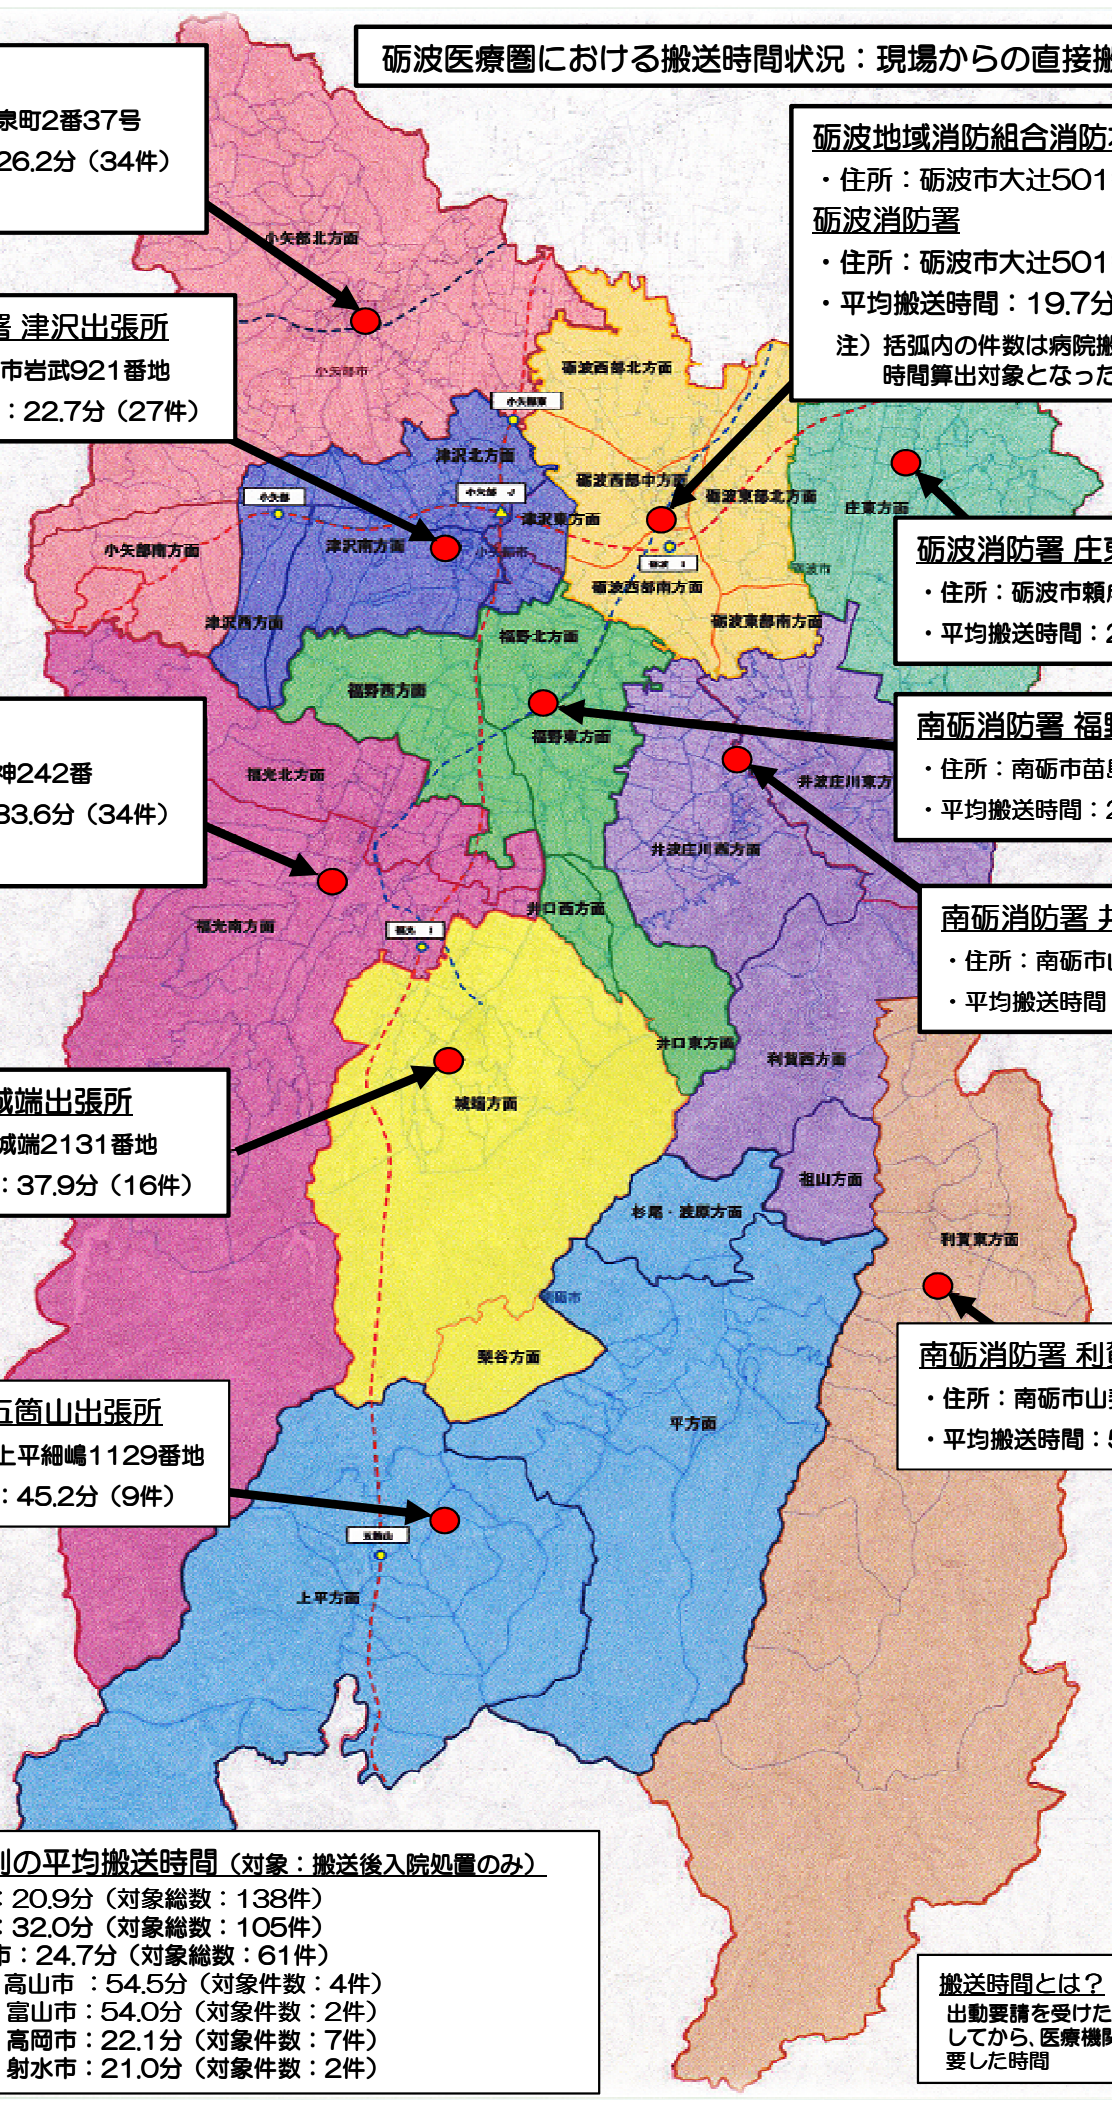 砺波医療圏における搬送時間状況：現場からの直接搬
泉町2番37号
26.2分（34件）
砺波地域消防組合消防本
・住所：砺波市大辻501
砺波消防署
・住所：砺波市大辻501
・平均搬送時間：19.7分
注）括弧内の件数は病院搬
時間算出対象となった
小矢部北方面
小矢部市
署 津沢出張所
市岩武921番地
：22.7分（27件）
砺波西部北方面
小矢部東
津沢北方面
砺波西部中方面
砺波東部北方面
庄東方面
小矢部
津沢東方面
津沢南方面
小矢部市
小矢部南方面
砺波市
砺波西部南方面
砺波東部南方面
津沢西方面
福野北方面
砺波消防署 庄東
・住所：砺波市頼成
・平均搬送時間：2
福野西方面
福野東方面
南砺消防署 福野
・住所：南砺市苗島
・平均搬送時間：2
神242番
33.6分（34件）
福光北方面
井波庄川東方
井波庄川西方面
福光南方面
井口西方面
福光
南砺消防署 井
・住所：南砺市山
・平均搬送時間
井口東方面
利賀西方面
城端方面
城端出張所
城端2131番地
：37.9分（16件）
祖山方面
杉尾・渡原方面
利賀東方面
南砺市
梨谷方面
南砺消防署 利賀
・住所：南砺市山
・平均搬送時間：5
平方面
五箇山出張所
上平細嶋1129番地
：45.2分（9件）
五箇山
上平方面
別の平均搬送時間（対象：搬送後入院処置のみ）
：20.9分（対象総数：138件）
：32.0分（対象総数：105件）
市：24.7分（対象総数：61件）
高山市 ：54.5分（対象件数：4件）
富山市：54.0分（対象件数：2件）
高岡市：22.1分（対象件数：7件）
射水市：21.0分（対象件数：2件）
搬送時間とは？
出動要請を受けた
してから、医療機関
要した時間